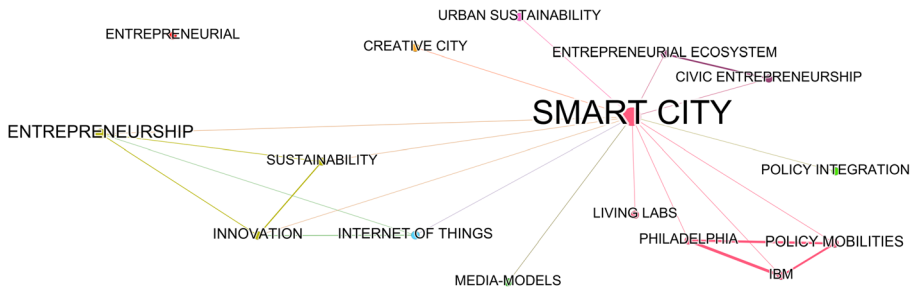 URBAN SUSTAINABILITY
ENTREPRENEURIAL
CREATIVE CITY
ENTREPRENEURIAL ECOSYSTEM
CIVIC ENTREPRENEURSHIP
SMART CITY
ENTREPRENEURSHIP
SUSTAINABILITY
POLICY INTEGRATION
LIVING LABS
INNOVATION
INTERNET OF THINGS
PHILADELPHIA
POLICY MOBILITIES
IBM
MEDIA-MODELS